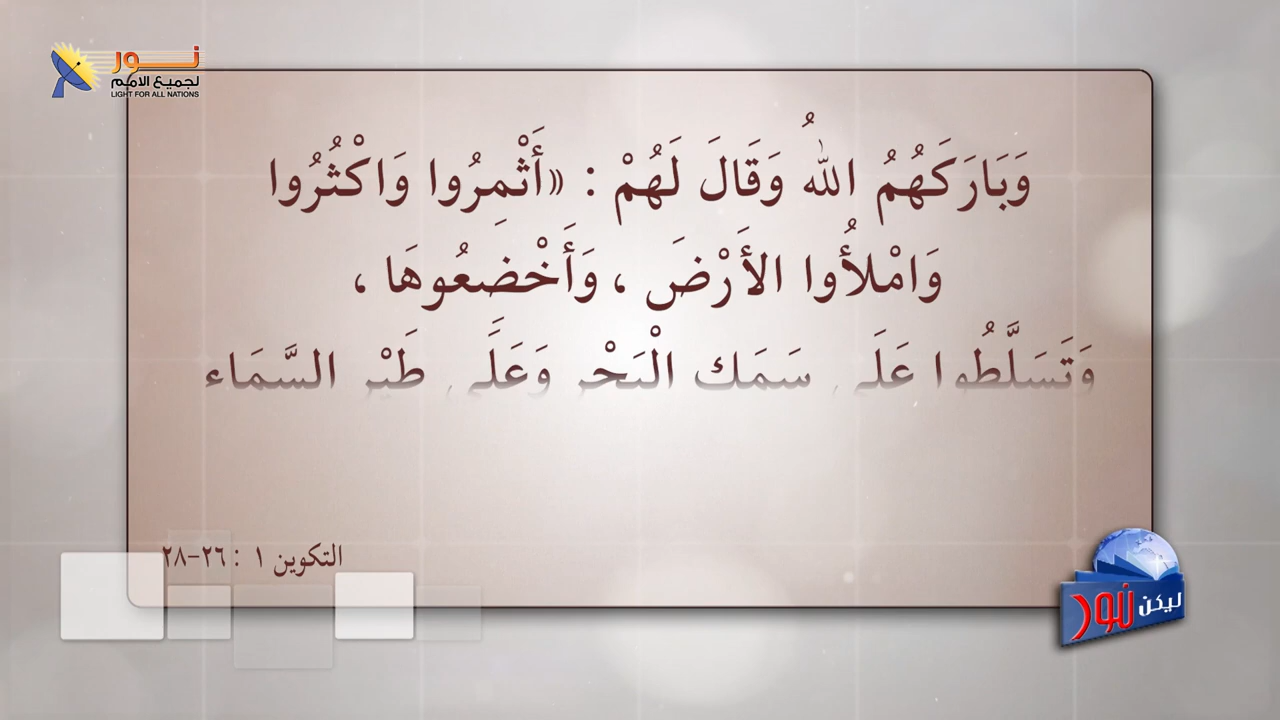 نور
لجميع الامم
LIGHT FOR ALL NATIONS
وَبَارَكَهُمُ اللهُ وَقَالَ لَهُمْ : «أَثْمِرُوا وَاكْثُرُوا
وَامْلأُوا الأَرْضَ ، وَأَخْضِعُوهَا ،
وَتَسَلَّطُوا عَلَى سَمَكِ الْبَحْرِ وَعَلَى طَيْرِ السَّمَاءِ
التكوين ١ : ٢٦-٢٨
ليكن نور